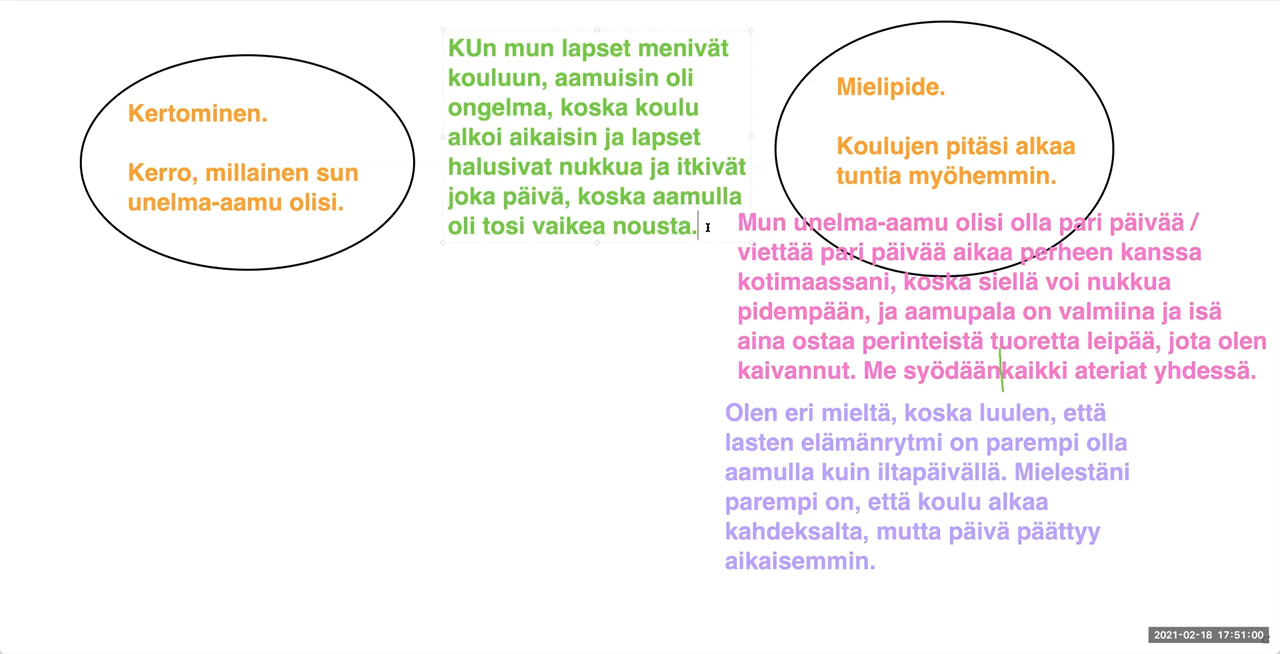 Kertominen.
Kerro, millainen sun
unelma-aamu olisi.
KUn mun lapset menivät
kouluun, aamuisin oli
ongelma, koska koulu
alkoi aikaisin ja lapset
halusivat nukkua ja itkivät
joka päivä, koska aamulla
oli tosi vaikea nousta.
Mielipide.
Koulujen pitäsi alkaa
tuntia myöhemmin.
Mun unelma-aamu olisi olla pari päivää /
viettää pari päivää aikaa perheen kanssa
kotimaassani, koska siellä voi nukkua
pidempään, ja aamupala on valmiina ja isä
aina ostaa perinteistä tuoretta leipää, jota olen
kaivannut. Me syödäänkaikki ateriat yhdessä.
Olen eri mieltä, koska luulen, että
lasten elämänrytmi on parempi olla
aamulla kuin iltapäivällä. Mielestäni
parempi on, että koulu alkaa
kahdeksalta, mutta päivä päättyy
aikaisemmin.
2021-02-18 17:51:00